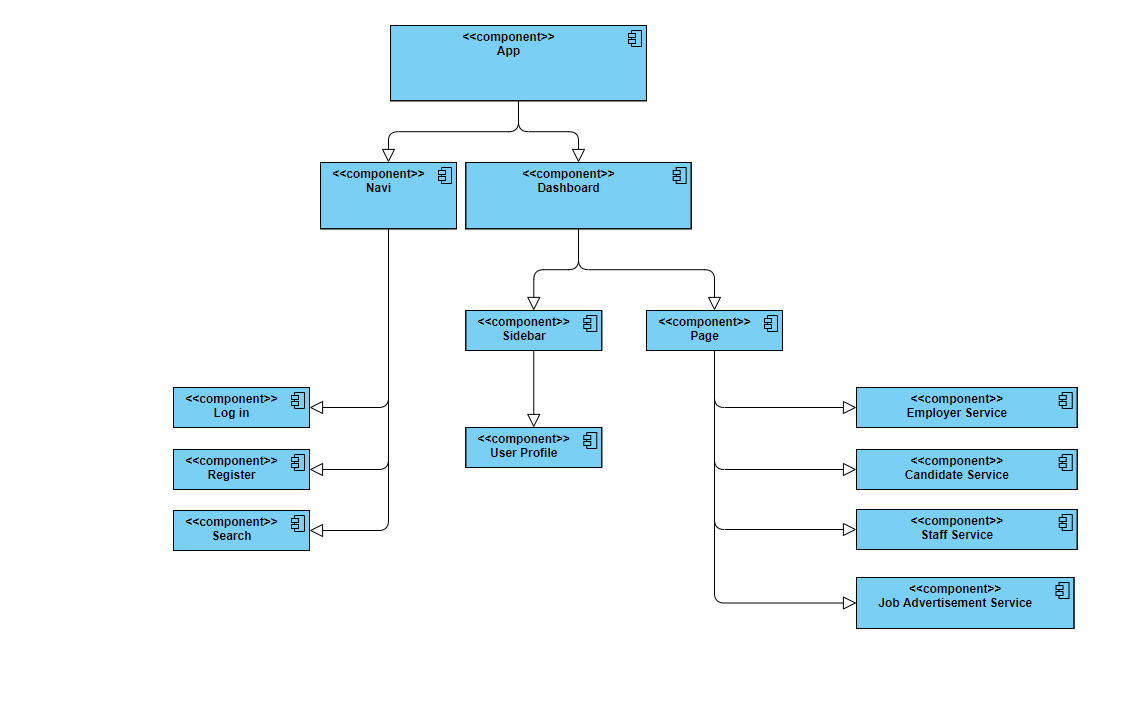 <<component>>
App
<<component>>
Navi
<<component>>
Dashboard
<<component>>
Sidebar
<<component>>
Page
<<component>>
Log in
<<component>>
Employer Service
<<component>>
User Profile
<<component>>
Register
<<component>>
Candidate Service
<<component>>
Search
<<component>>
Staff Service
<<component>>
Job Advertisement Service